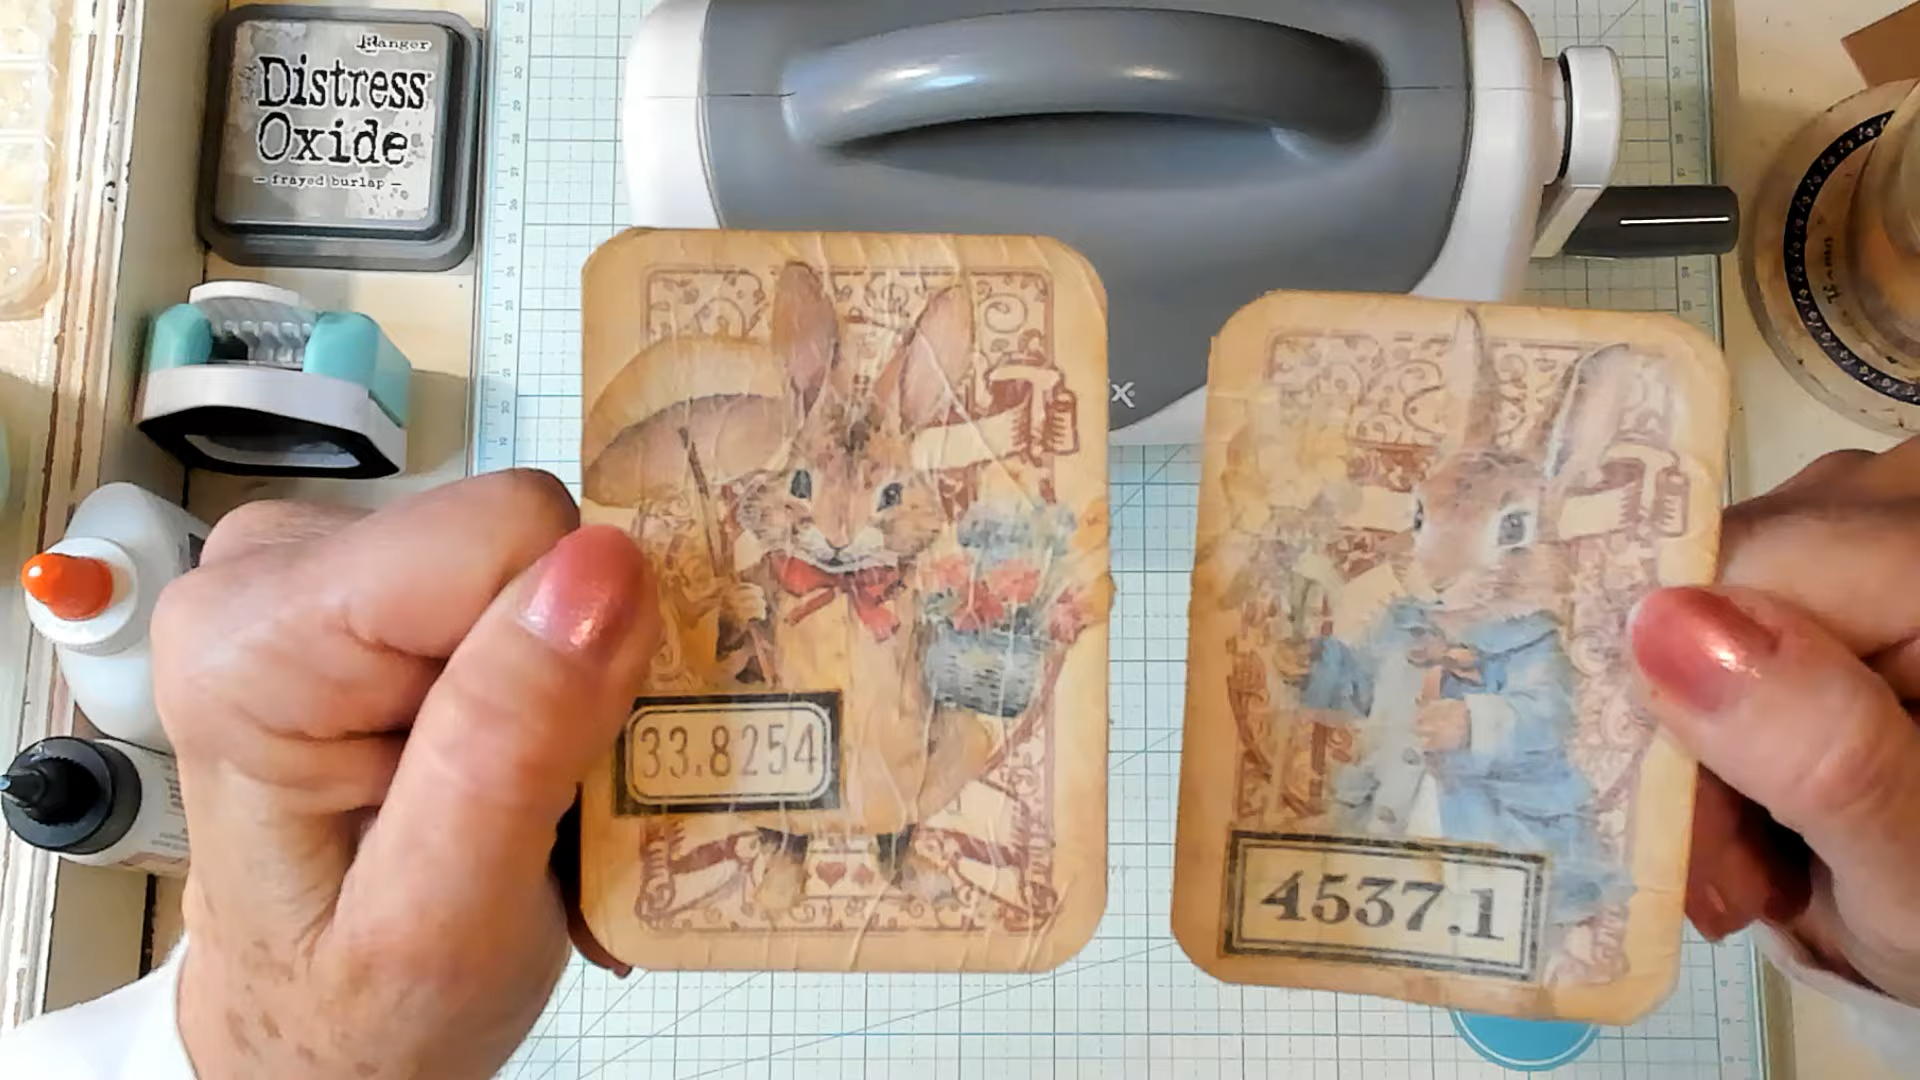 Ranger
Distress
Oxide
— frayed burlap —
X
33.8254
4537.1